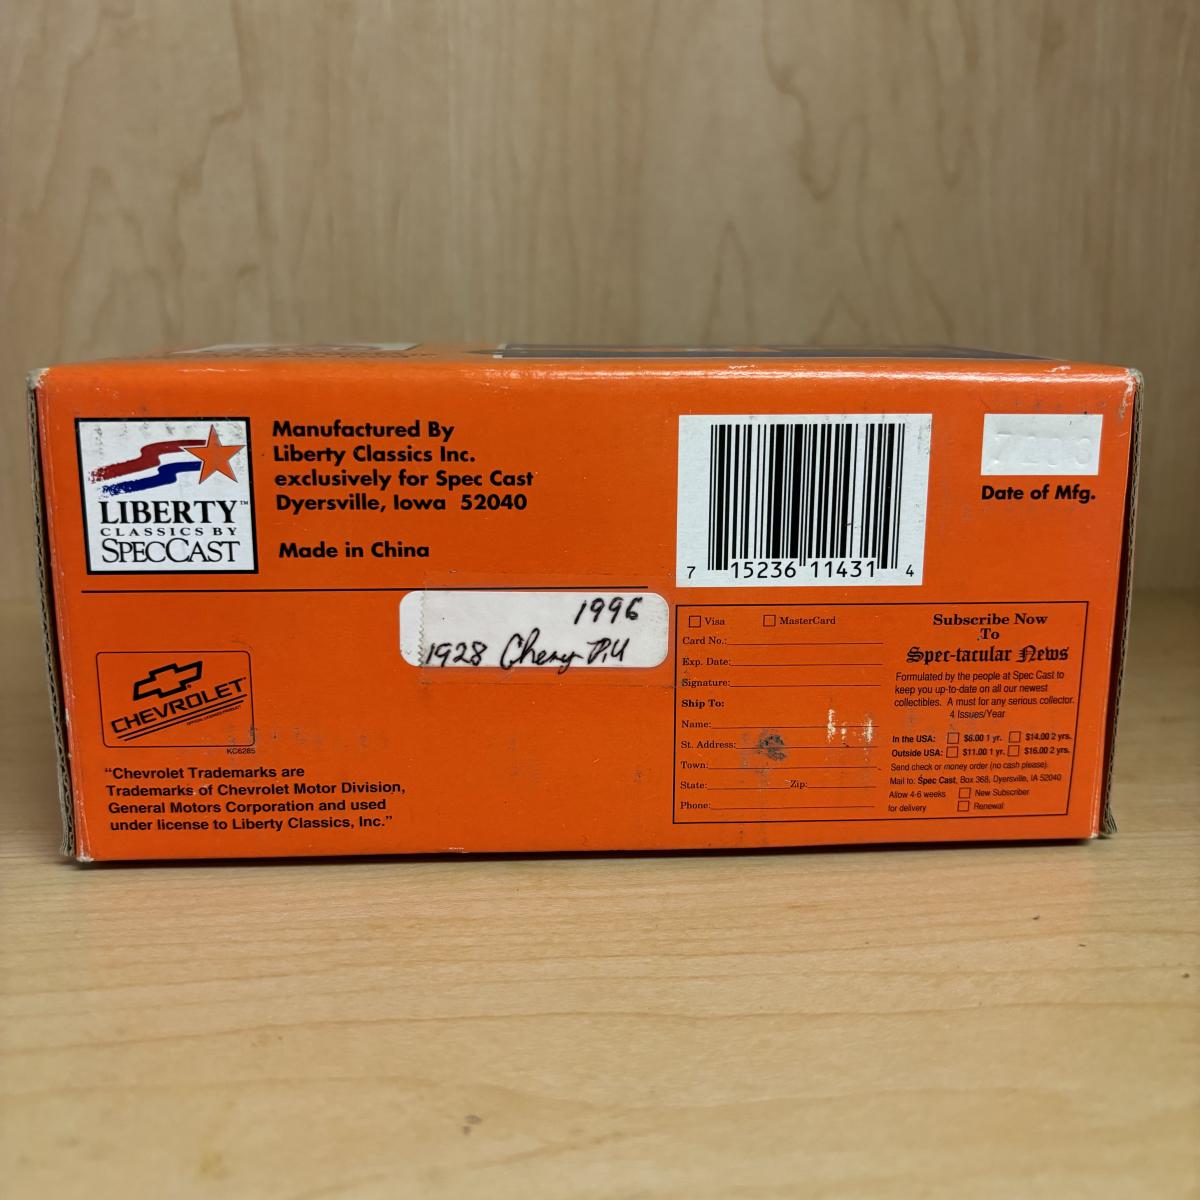 LIBERTY™
CLASSICS BY
SPECCAST
Manufactured By
Liberty Classics Inc.
exclusively for Spec Cast
Dyersville, Iowa 52040
Made in China
7 15236 11431 4
Date of Mfg.
1996
1928 Chevy P.U
CHEVROLET
OFFICIAL LICENSED PRODUCT
KC6285
"Chevrolet Trademarks are
Trademarks of Chevrolet Motor Division,
General Motors Corporation and used
under license to Liberty Classics, Inc."
Visa MasterCard
Card No.:
Exp. Date:
Signature:
Ship To:
Name:
St. Address:
Town:
State: Zip:
Phone:
Subscribe Now
To
Spec-tacular News
Formulated by the people at Spec Cast to
keep you up-to-date on all our newest
collectibles. A must for any serious collector.
4 Issues/Year
In the USA: $6.00 1 yr. $14.00 2 yrs.
Outside USA: $11.00 1 yr. $16.00 2 yrs.
Send check or money order (no cash please).
Mail to: Spec Cast, Box 368, Dyersville, IA 52040
Allow 4-6 weeks New Subscriber
for delivery Renewal